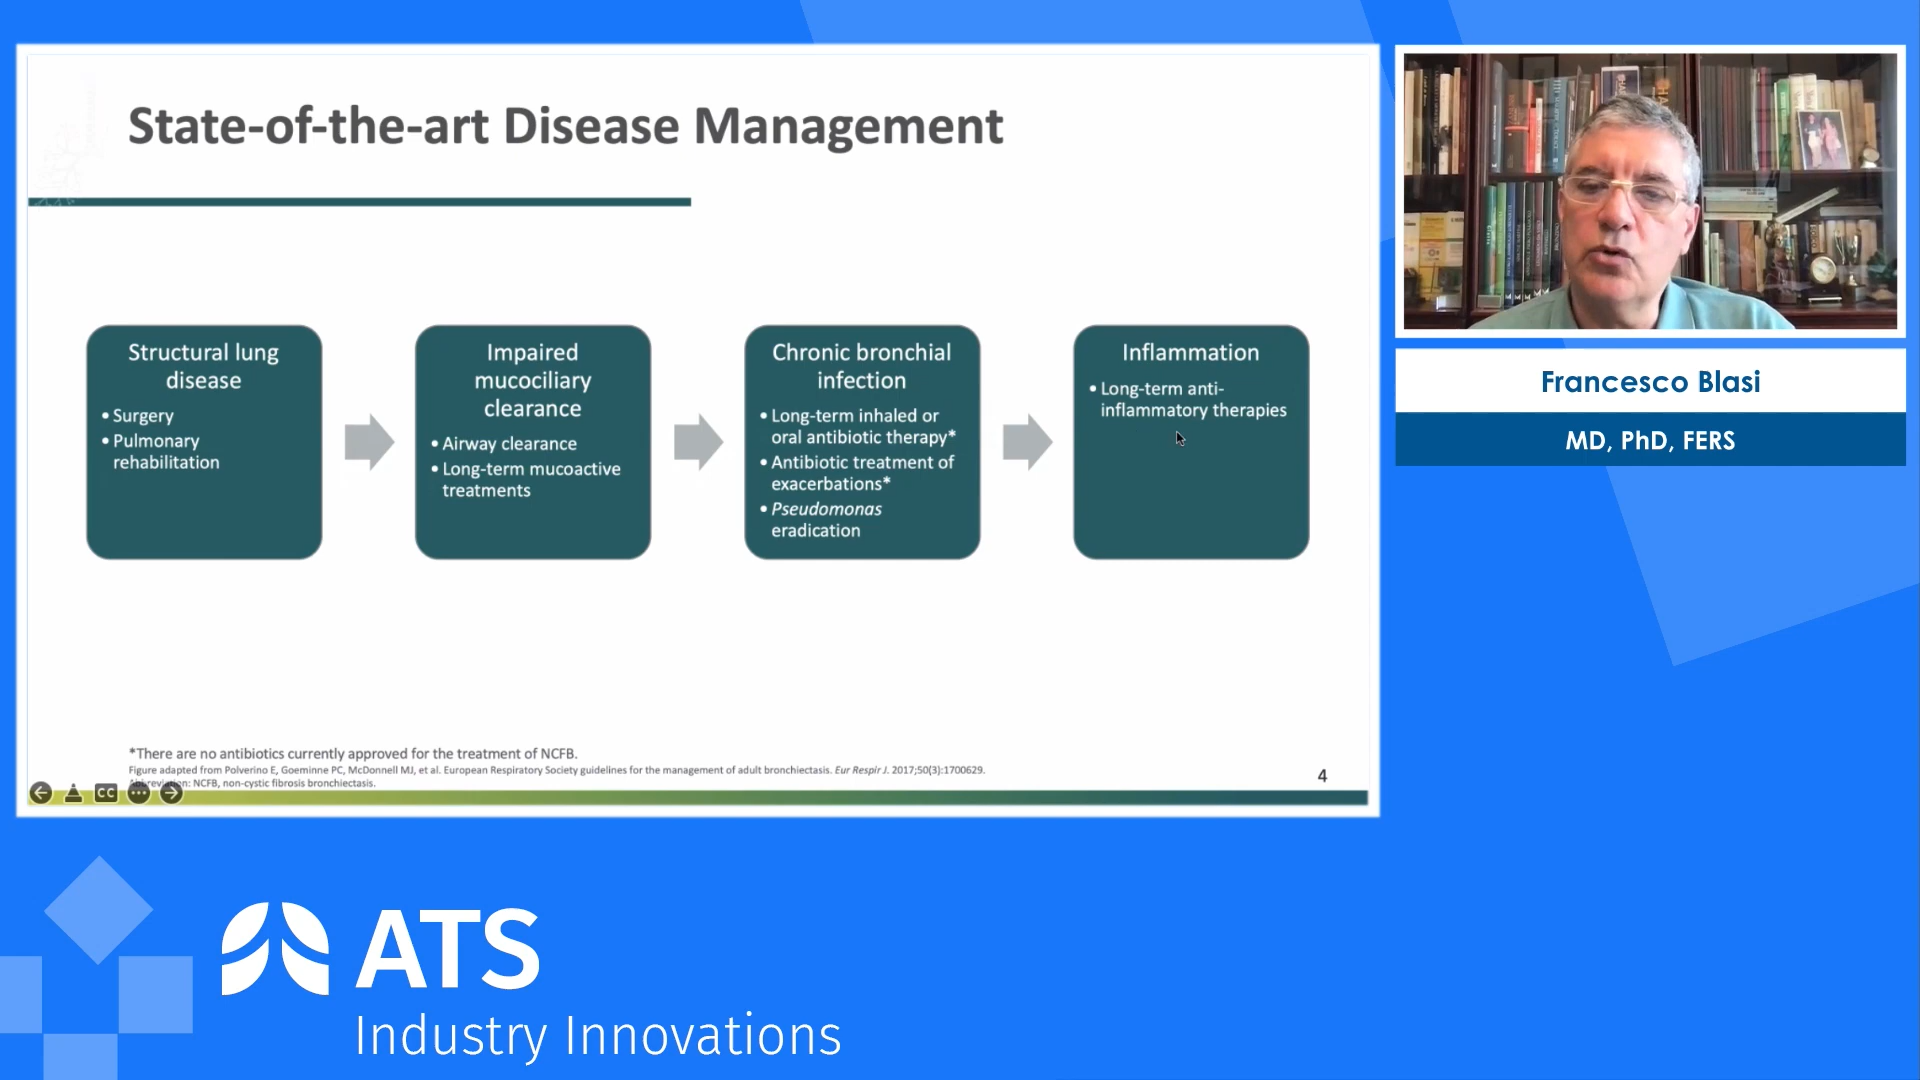 State-of-the-art Disease Management
Structural lung
disease
• Surgery
• Pulmonary
rehabilitation
Impaired
mucociliary
clearance
• Airway clearance
• Long-term mucoactive
treatments
Chronic bronchial
infection
• Long-term inhaled or
oral antibiotic therapy*
• Antibiotic treatment of
exacerbations*
• Pseudomonas
eradication
Inflammation
• Long-term anti-
inflammatory therapies
*There are no antibiotics currently approved for the treatment of NCFB.
Figure adapted from Polverino E, Goeminne PC, McDonnell MJ, et al. European Respiratory Society guidelines for the management of adult bronchiectasis. Eur Respir J. 2017;50(3):1700629.
NCFB, non-cystic fibrosis bronchiectasis.
4
CC
Francesco Blasi
MD, PhD, FERS
ATS
Industry Innovations